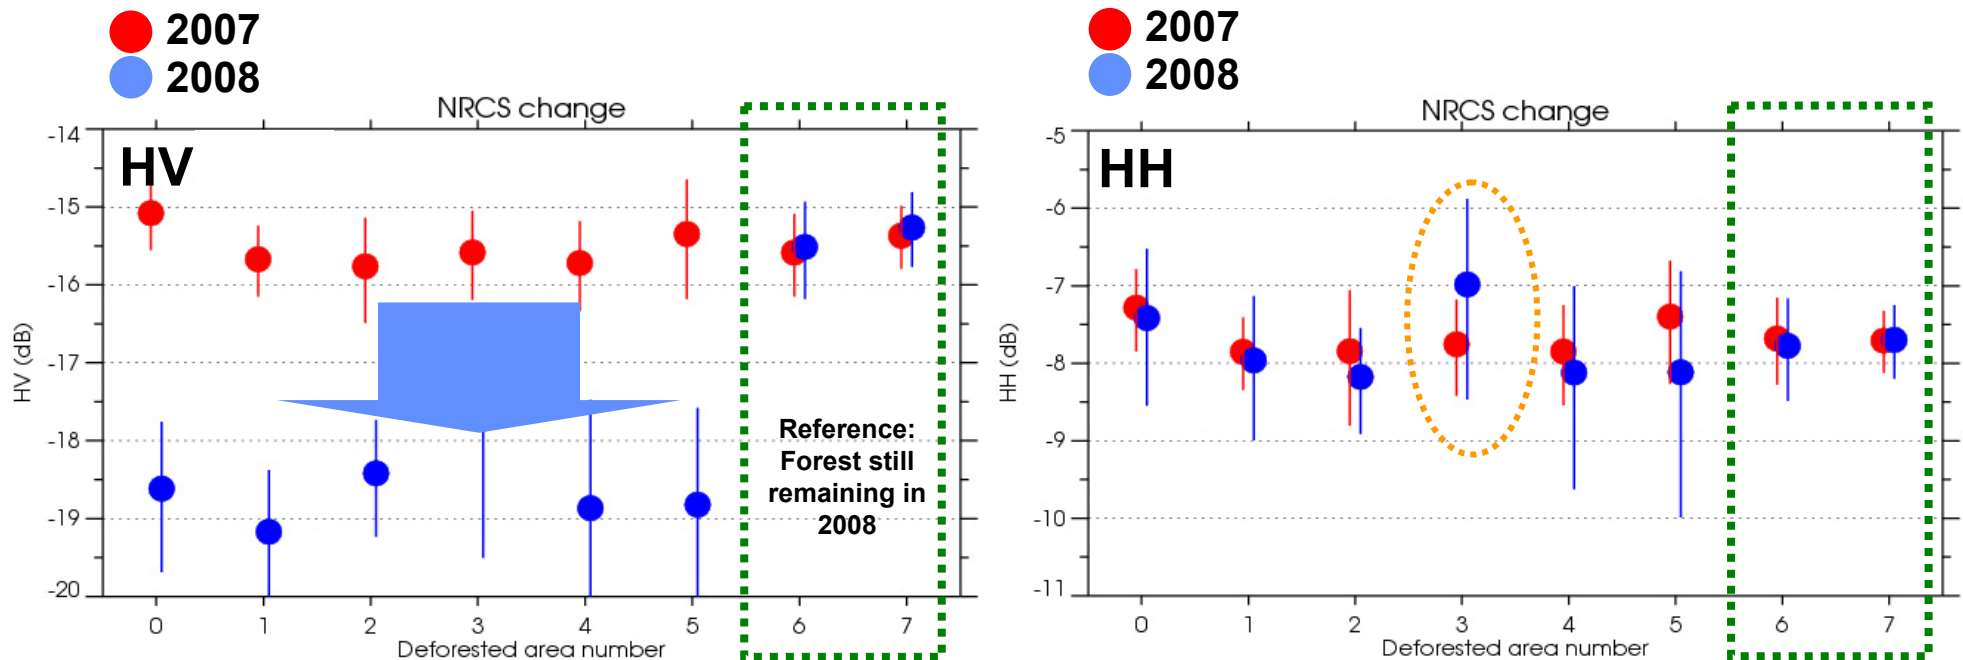 2007
2008
NRCS change
HV
-14
-15
-16
-17
-18
-19
-20
HV (dB)
0 1 2 3 4 5 6 7
Deforested area number
Reference:
Forest still
remaining in
2008
2007
2008
NRCS change
HH
-5
-6
-7
-8
-9
-10
-11
HH (dB)
0 1 2 3 4 5 6 7
Deforested area number